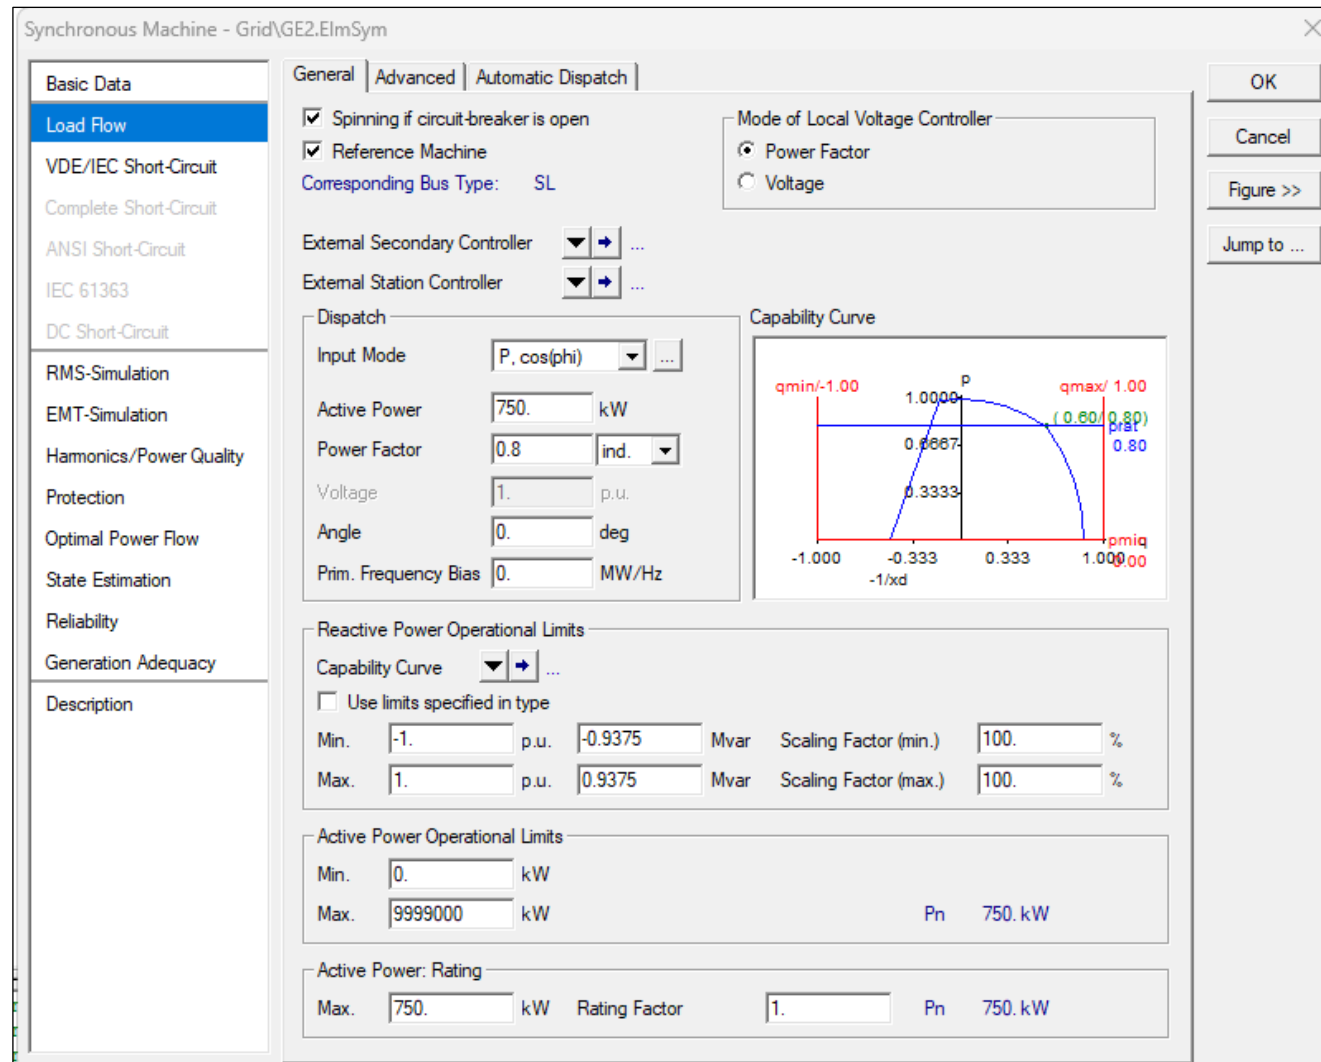 Synchronous Machine - Grid\GE2.ElmSym
Basic Data
Load Flow
VDE/IEC Short-Circuit
Complete Short-Circuit
ANSI Short-Circuit
IEC 61363
DC Short-Circuit
RMS-Simulation
EMT-Simulation
Harmonics/Power Quality
Protection
Optimal Power Flow
State Estimation
Reliability
Generation Adequacy
Description
General Advanced Automatic Dispatch
Spinning if circuit-breaker is open
Reference Machine
Corresponding Bus Type: SL
Mode of Local Voltage Controller
Power Factor
Voltage
External Secondary Controller ...
External Station Controller ...
Dispatch
Input Mode P, cos(phi) ...
Active Power 750. kW
Power Factor 0.8 ind.
Voltage 1. p.u.
Angle 0. deg
Prim. Frequency Bias 0. MW/Hz
Capability Curve
qmin/-1.00 p qmax/ 1.00
1.0000
( 0.60/ 0.80)
prat
0.6667 0.80
0.3333
pmin q
-1.000 -0.333 0.333 1.000 0.00
-1/xd
Reactive Power Operational Limits
Capability Curve ...
Use limits specified in type
Min. -1. p.u. -0.9375 Mvar Scaling Factor (min.) 100. %
Max. 1. p.u. 0.9375 Mvar Scaling Factor (max.) 100. %
Active Power Operational Limits
Min. 0. kW
Max. 9999000 kW Pn 750. kW
Active Power: Rating
Max. 750. kW Rating Factor 1. Pn 750. kW
OK
Cancel
Figure >>
Jump to ...